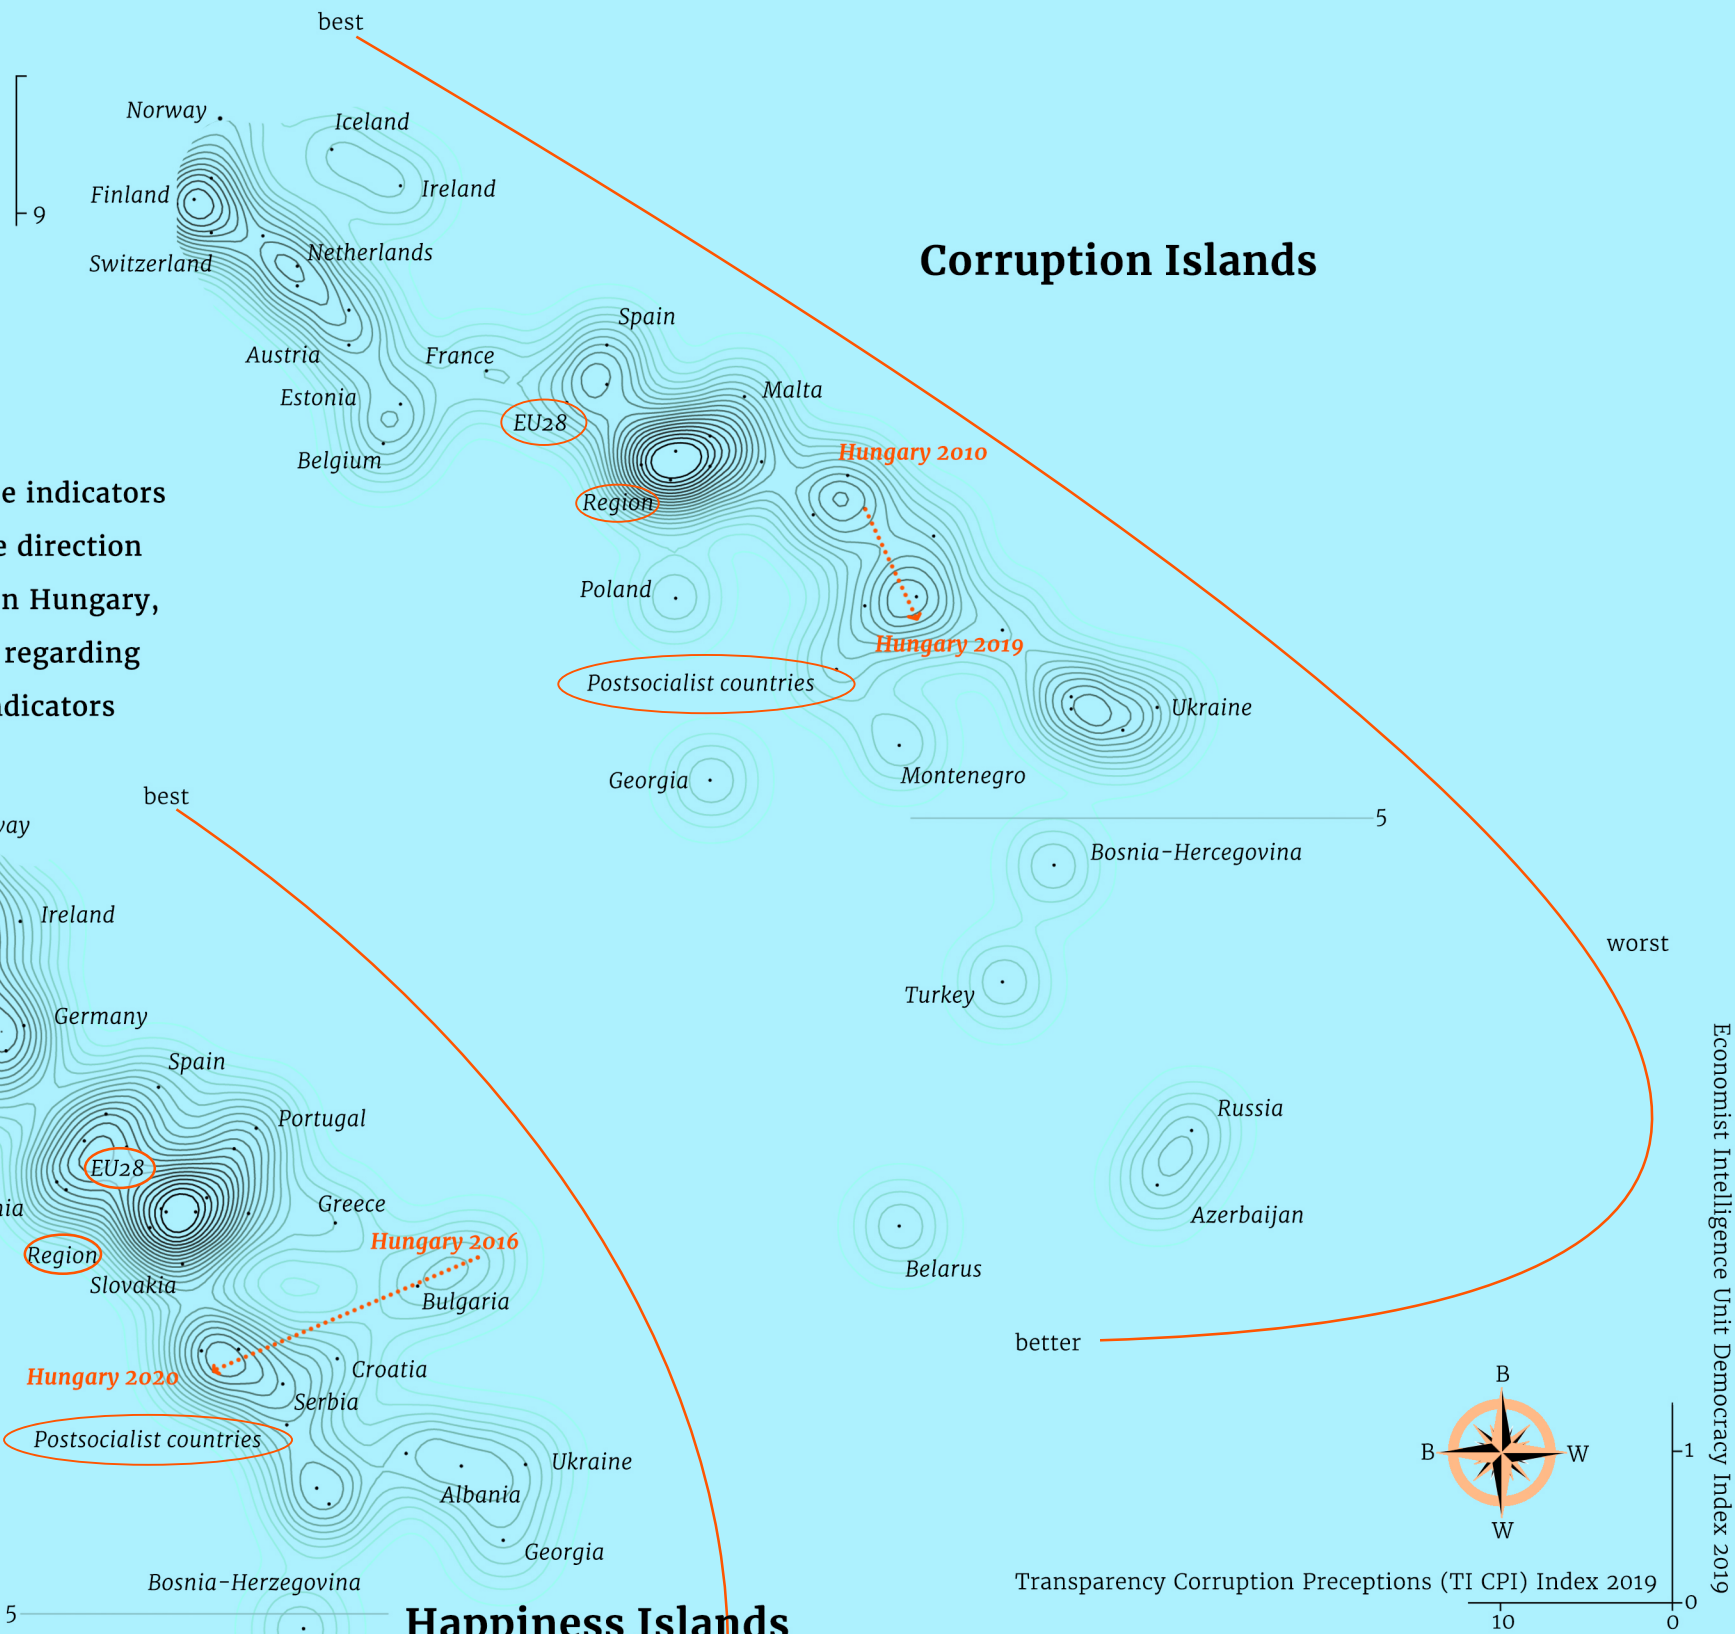 best
Norway
Iceland
Finland
Ireland
9
Switzerland
Netherlands
Corruption Islands
Spain
Austria
France
Estonia
Malta
EU28
Belgium
Hungary 2010
e indicators
Region
e direction
n Hungary,
Poland
regarding
Hungary 2019
Postsocialist countries
ndicators
Ukraine
Georgia
Montenegro
5
Bosnia-Hercegovina
worst
Turkey
Russia
Azerbaijan
Belarus
better
best
way
Ireland
Germany
Spain
Portugal
EU28
nia
Greece
Hungary 2016
Region
Slovakia
Bulgaria
Croatia
Hungary 2020
Serbia
Postsocialist countries
Ukraine
Albania
Georgia
Bosnia-Herzegovina
5
Happiness Islands
B
B
W
W
Economist Intelligence Unit Democracy Index 2019
1
Transparency Corruption Preceptions (TI CPI) Index 2019
0
10
0